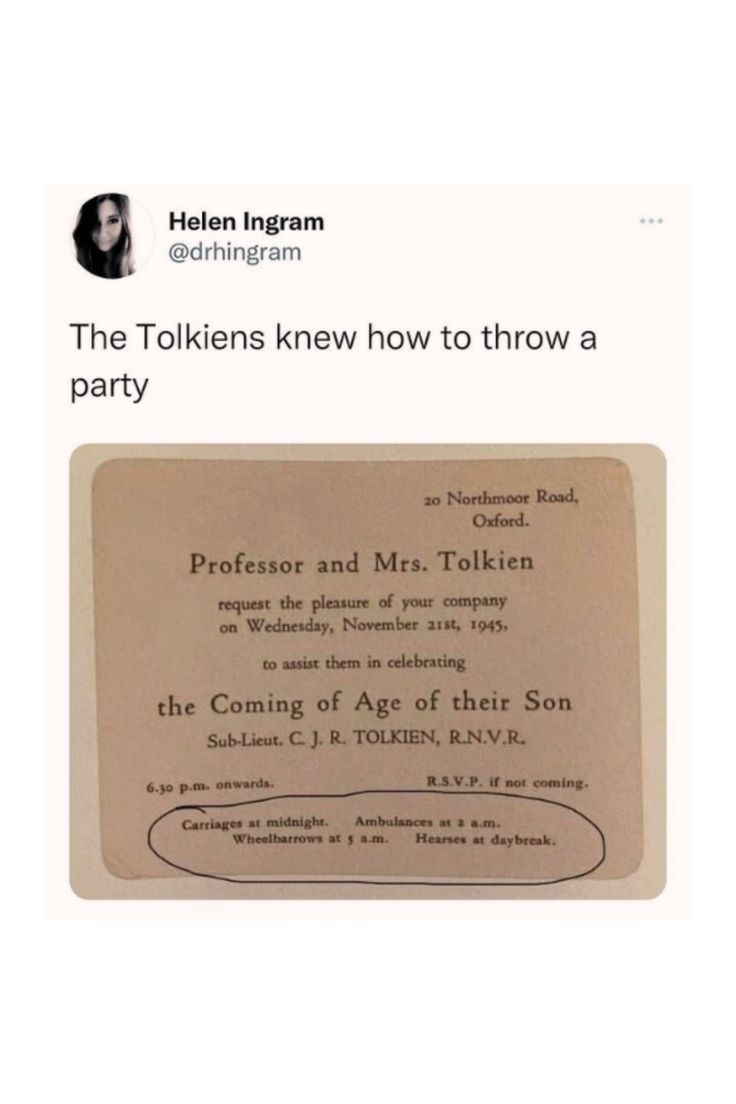 Helen Ingram
@drhingram
The Tolkiens knew how to throw a
party
20 Northmoor Road,
Oxford.
Professor and Mrs. Tolkien
request the pleasure of your company
on Wednesday, November 21st, 1945,
to assist them in celebrating
the Coming of Age of their Son
Sub-Lieut. C. J. R. TOLKIEN, R.N.V.R.
6.30 p.m. onwards. R.S.V.P. if not coming.
Carriages at midnight. Ambulances at 2 a.m.
Wheelbarrows at 5 a.m. Hearses at daybreak.